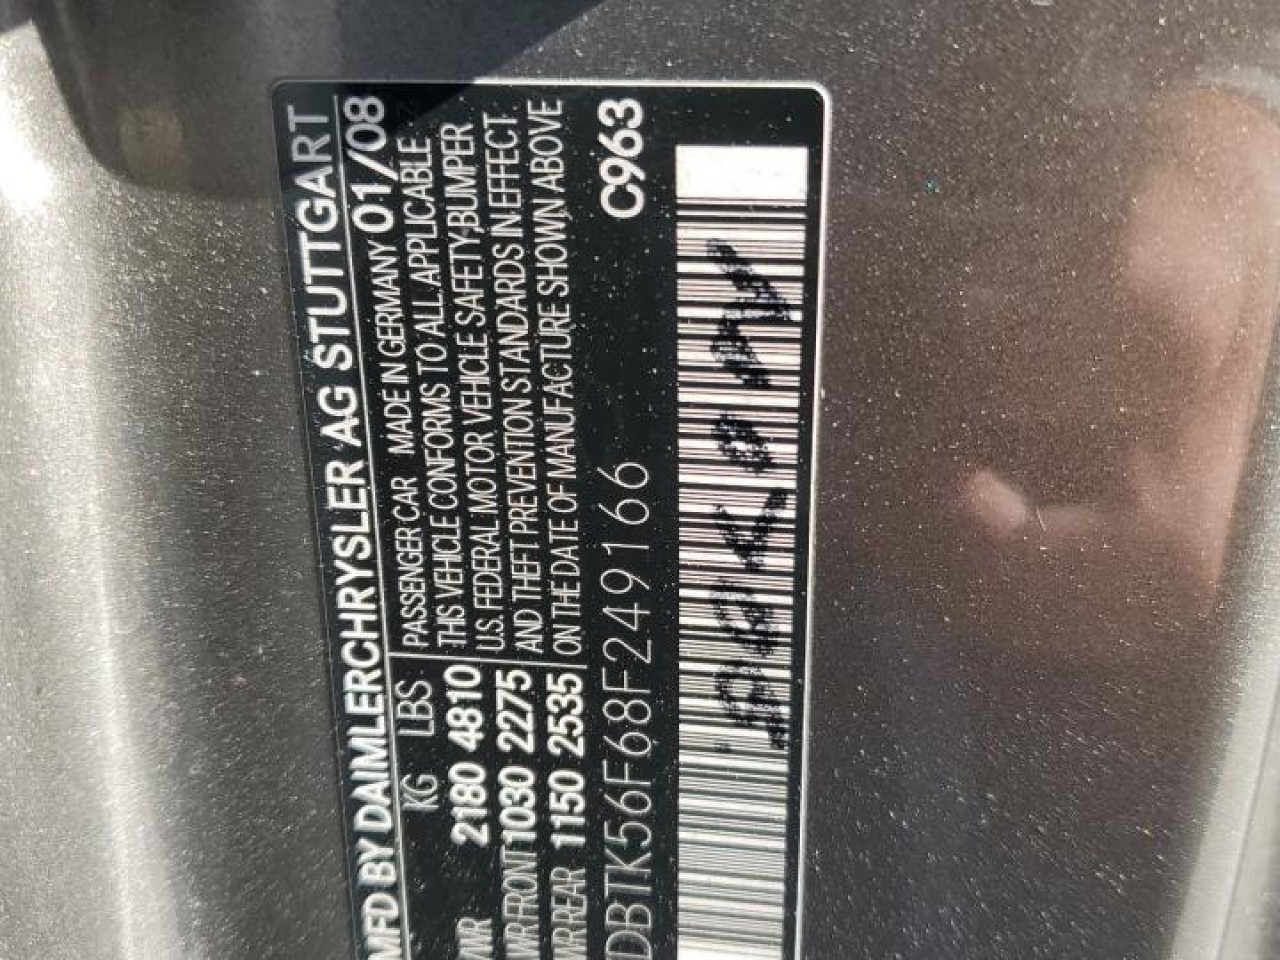 MFD BY DAIMLERCHRYSLER AG STUTTGART
KG LBS
2180 4810
WR FRONT 1030 2275
WR REAR 1150 2535
PASSENGER CAR MADE IN GERMANY 01/08
THIS VEHICLE CONFORMS TO ALL APPLICABLE
U.S. FEDERAL MOTOR VEHICLE SAFETY, BUMPER
AND THEFT PREVENTION STANDARDS IN EFFECT
ON THE DATE OF MANUFACTURE SHOWN ABOVE
DBTK56F68F249166 C963